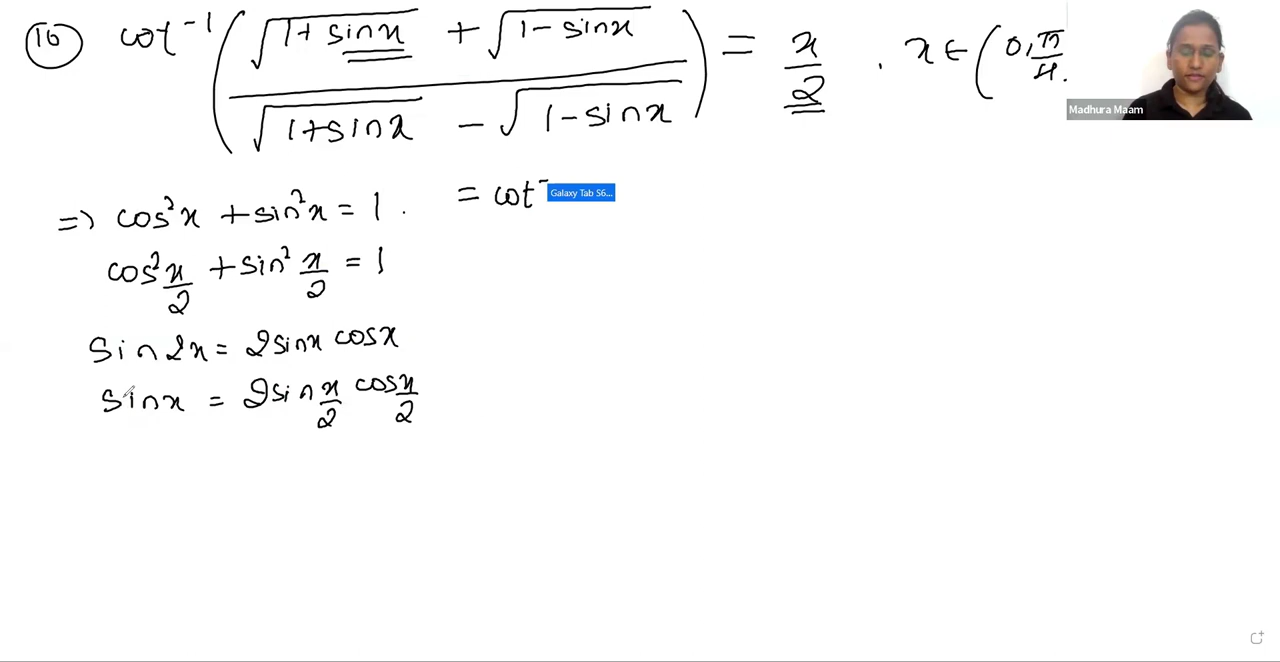 (10) cot⁻¹ ( (√(1+sinx) + √(1-sinx)) / (√(1+sinx) - √(1-sinx)) ) = x/2 . x ∈ (0, π/4.
Madhura Maam
⇒ cos²x + sin²x = 1. = cot⁻
Galaxy Tab S6...
cos² x/2 + sin² x/2 = 1
Sin2x = 2sinx cosx
sinx = 2sin x/2 cos x/2